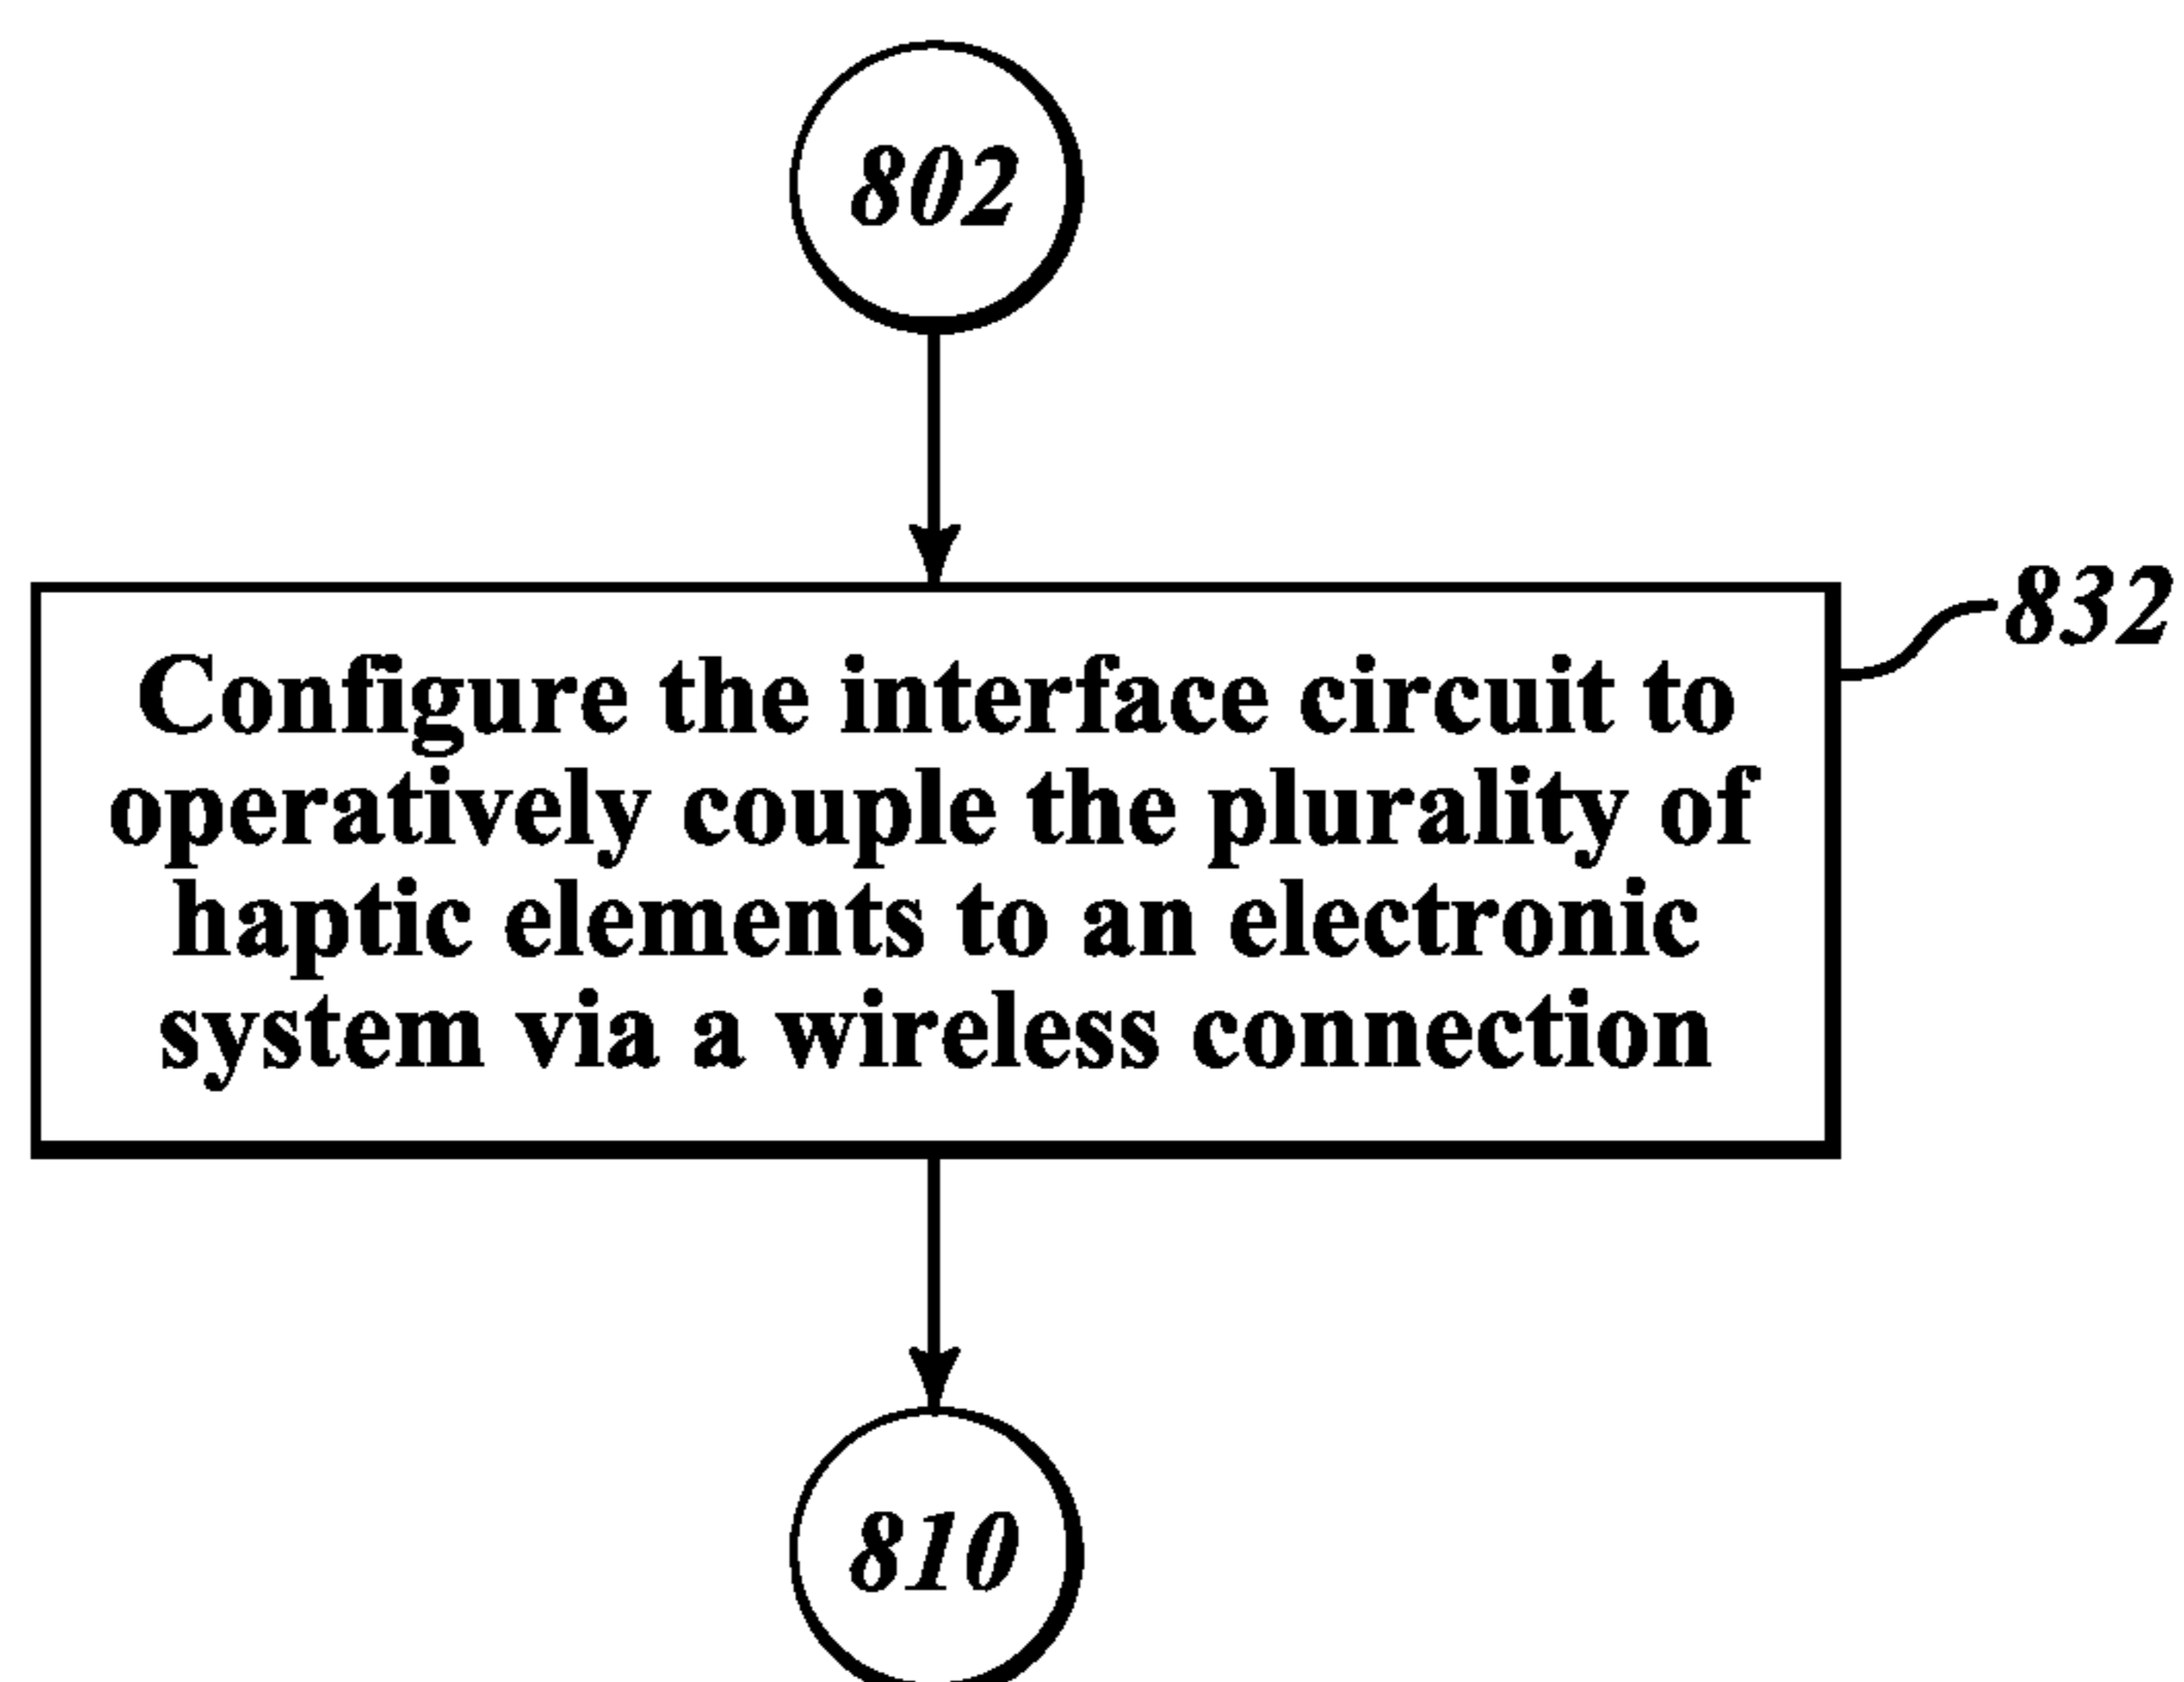 802
832
Configure the interface circuit to
operatively couple the plurality of
haptic elements to an electronic
system via a wireless connection
810